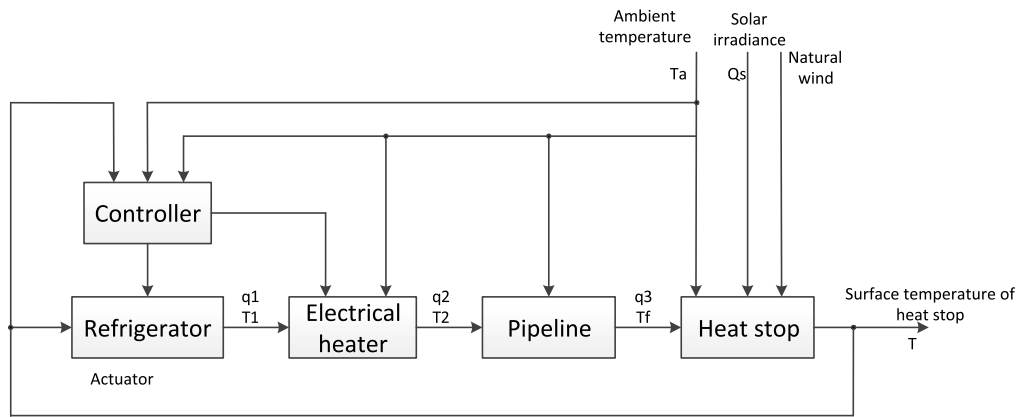 Ambient
temperature
Solar
irradiance
Natural
wind
Ta
Qs
Controller
Refrigerator
q1
T1
Electrical
heater
q2
T2
Pipeline
q3
Tf
Heat stop
Surface temperature of
heat stop
T
Actuator